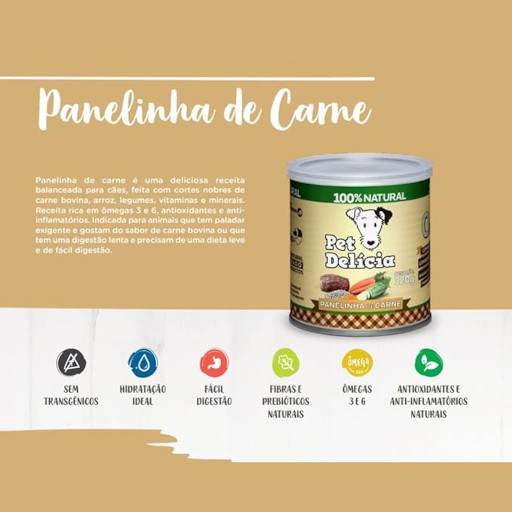 Panelinha de Carne
Panelinha de carne é uma deliciosa receita
balanceada para cães, feita com cortes nobres de
carne bovina, arroz, legumes, vitaminas e minerais.
Receita rica em ômegas 3 e 6, antioxidantes e anti-
inflamatórios. Indicada para animais que tem paladar
exigente e gostam do sabor de carne bovina ou que
tem uma digestão lenta e precisam de uma dieta leve
e de fácil digestão.
100% NATURAL
Pet
Delícia
PANELINHA DE CARNE
ÔMEGA
SEM
TRANSGÊNICOS
HIDRATAÇÃO
IDEAL
FÁCIL
DIGESTÃO
FIBRAS E
PREBIÓTICOS
NATURAIS
ÔMEGAS
3 E 6
ANTIOXIDANTES E
ANTI-INFLAMATÓRIOS
NATURAIS